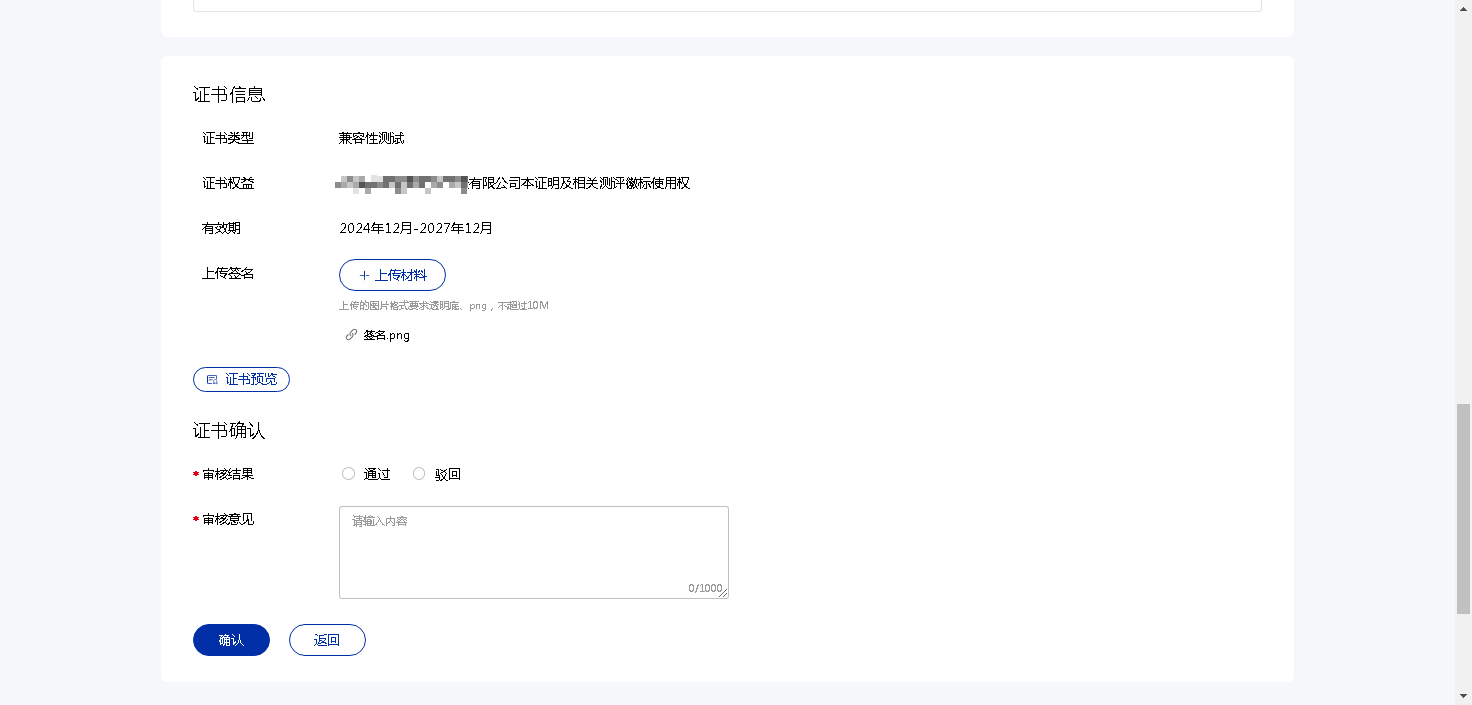 证书信息
证书类型 兼容性测试
证书权益 有限公司本证明及相关测评徽标使用权
有效期 2024年12月-2027年12月
上传签名 + 上传材料
上传的图片格式要求透明底、png，不超过10M
签名.png
证书预览
证书确认
* 审核结果 通过 驳回
* 审核意见 请输入内容
0/1000
确认 返回